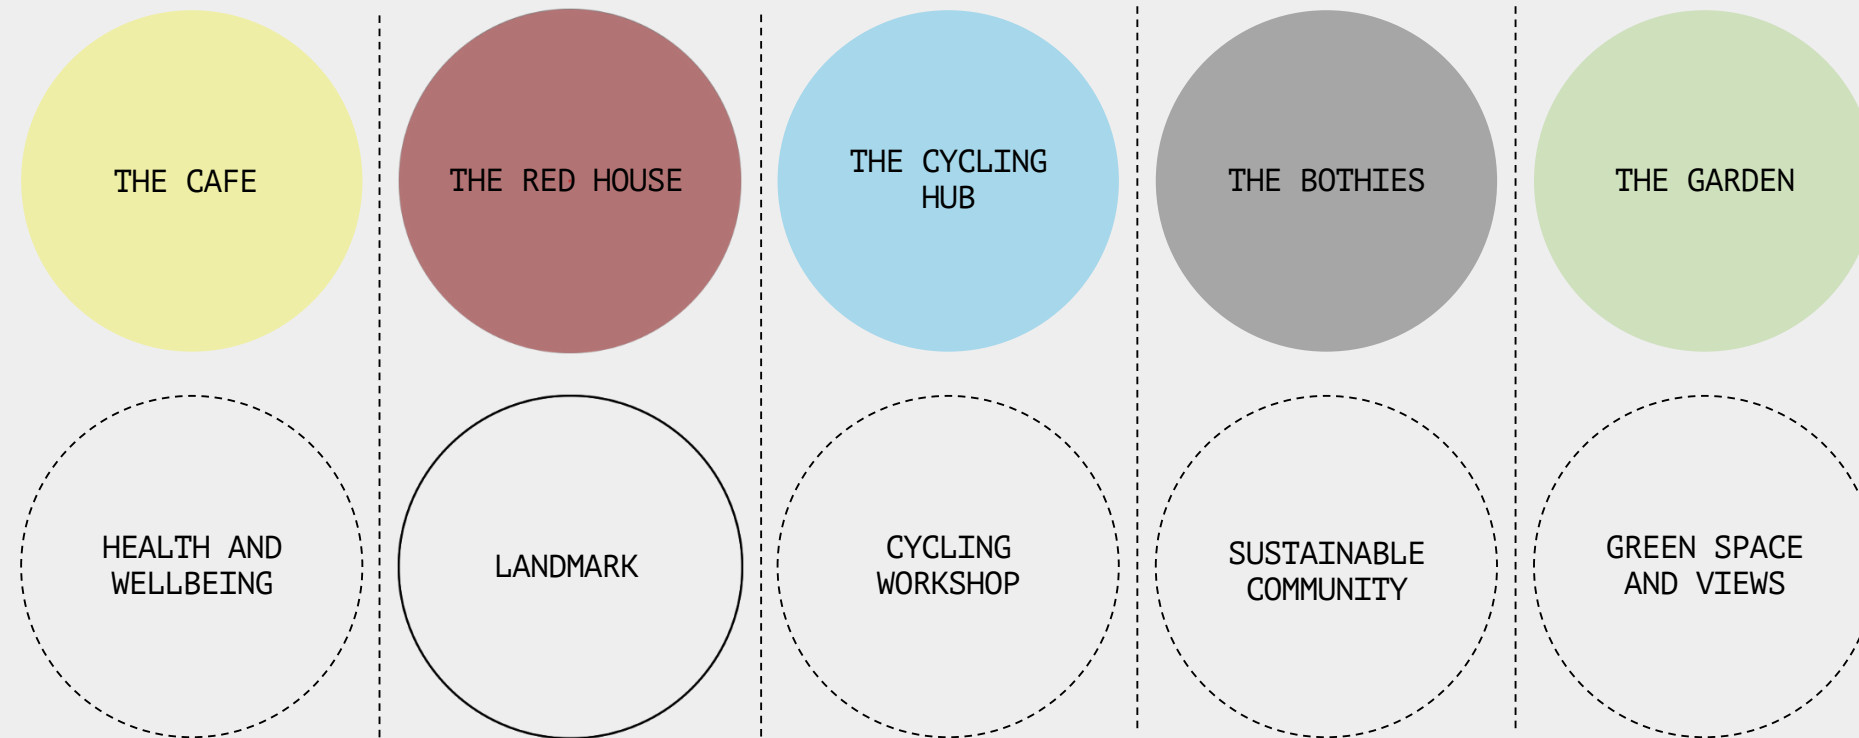 THE CAFE
THE RED HOUSE
THE CYCLING
HUB
THE BOTHIES
THE GARDEN
HEALTH AND
WELLBEING
LANDMARK
CYCLING
WORKSHOP
SUSTAINABLE
COMMUNITY
GREEN SPACE
AND VIEWS